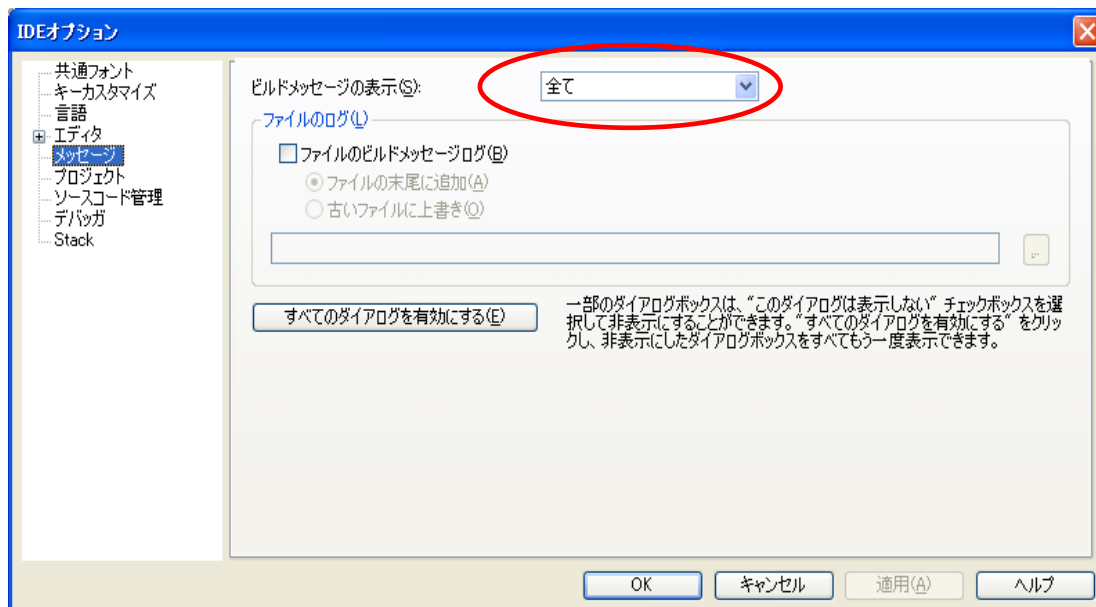 IDEオプション
共通フォント
キーカスタマイズ
言語
エディタ
メッセージ
プロジェクト
ソースコード管理
デバッガ
Stack
ビルドメッセージの表示(S):
全て
ファイルのログ(L)
ファイルのビルドメッセージログ(B)
ファイルの末尾に追加(A)
古いファイルに上書き(O)
..
すべてのダイアログを有効にする(E)
一部のダイアログボックスは、“このダイアログは表示しない” チェックボックスを選
択して非表示にすることができます。“すべてのダイアログを有効にする” をクリッ
クし、非表示にしたダイアログボックスをすべてもう一度表示できます。
OK
キャンセル
適用(A)
ヘルプ